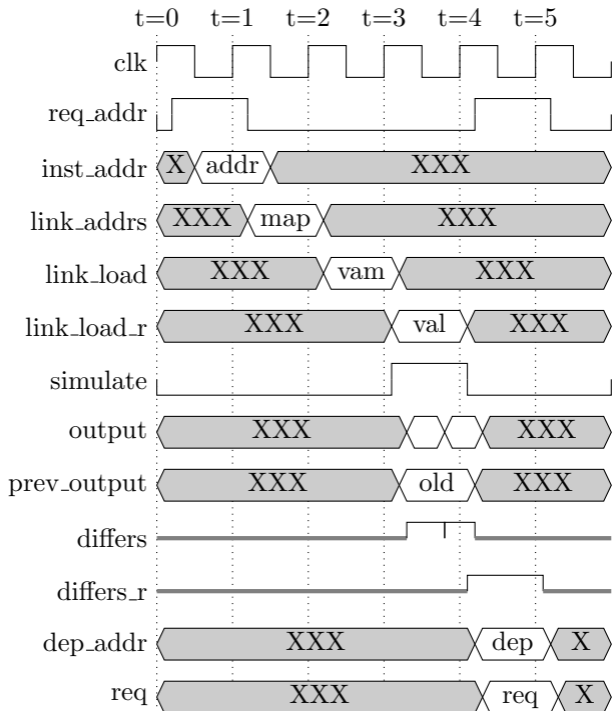 t=0 t=1 t=2 t=3 t=4 t=5
clk
req_addr
inst_addr X addr XXX
link_addrs XXX map XXX
link_load XXX vam XXX
link_load_r XXX val XXX
simulate
output XXX XXX
prev_output XXX old XXX
differs
differs_r
dep_addr XXX dep X
req XXX req X